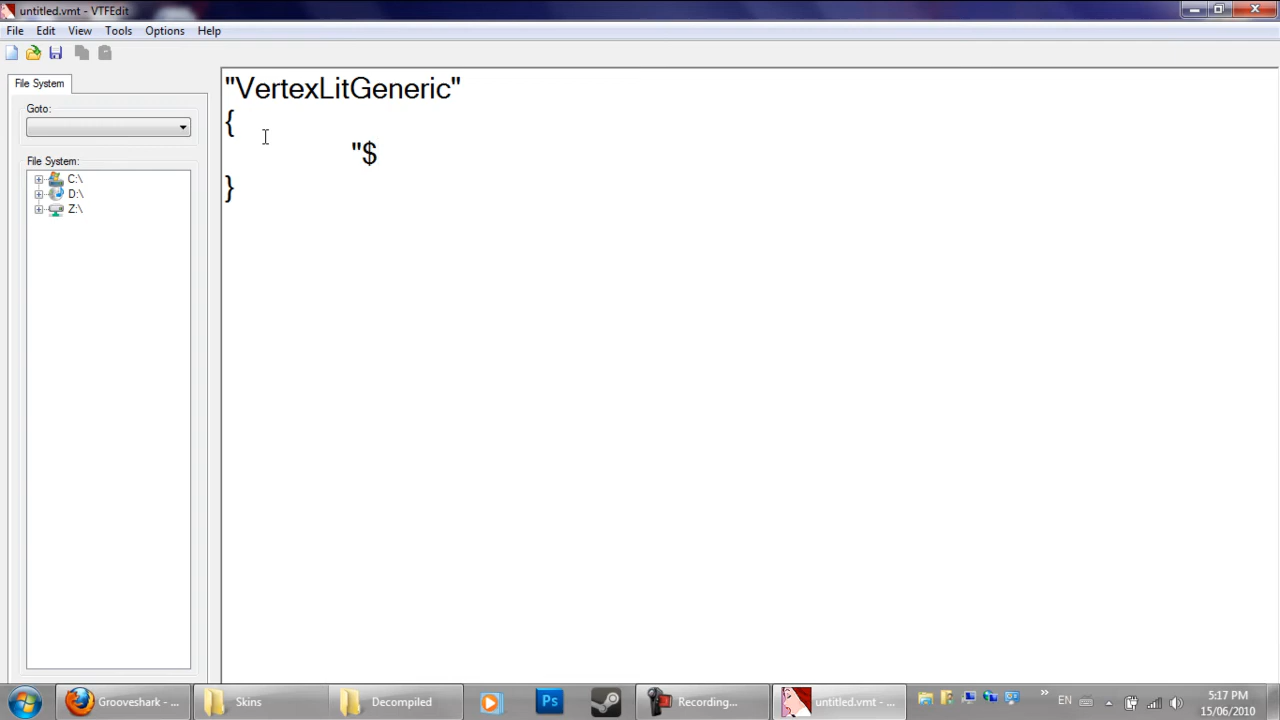 untitled.vmt - VTFEdit
File Edit View Tools Options Help
File System
Goto:
File System:
C:\
D:\
Z:\
"VertexLitGeneric"
{
"$
}
Grooveshark - ...
Skins
Decompiled
Ps
Recording...
untitled.vmt - ...
»
EN
5:17 PM
15/06/2010